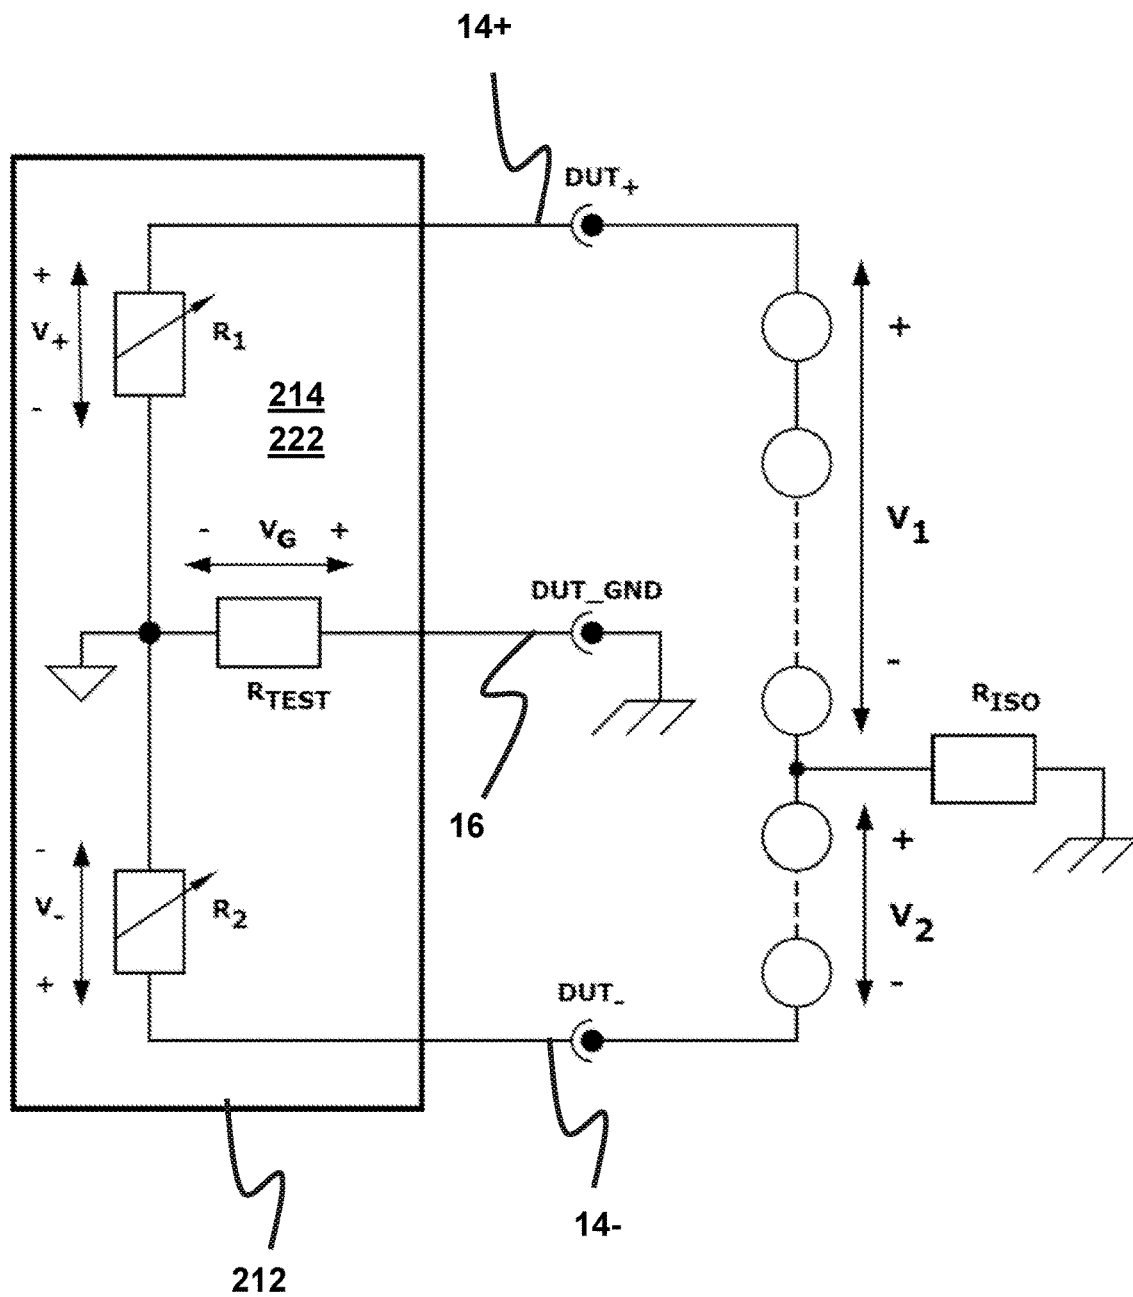 14+
DUT+
+
V+
-
R1
214
222
+
V1
-
- VG +
DUT_GND
RTEST
RISO
16
-
V-
+
R2
+
V2
-
DUT-
14-
212